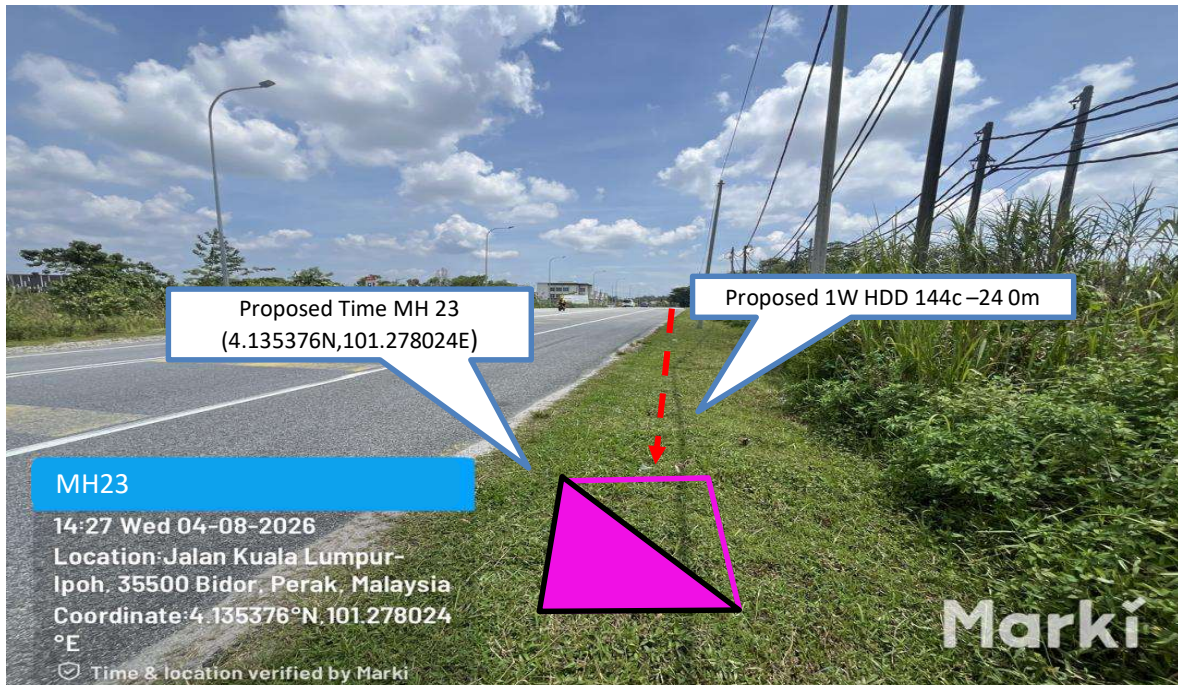 Proposed Time MH 23
(4.135376N,101.278024E)
Proposed 1W HDD 144c –24 0m
MH23
14:27 Wed 04-08-2026
Location:Jalan Kuala Lumpur-
Ipoh, 35500 Bidor, Perak, Malaysia
Coordinate:4.135376°N,101.278024
°E
Time & location verified by Marki
Marki